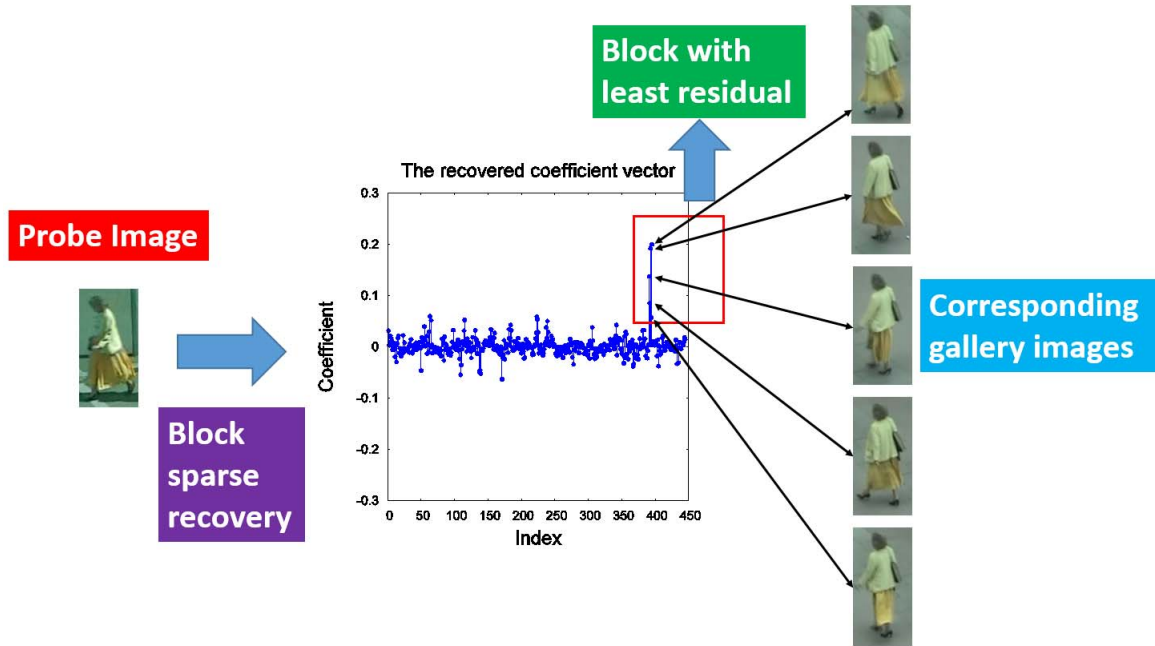 Block with
least residual
The recovered coefficient vector
Probe Image
Block
sparse
recovery
Coefficient
0.3
0.2
0.1
0
−0.1
−0.2
−0.3
0 50 100 150 200 250 300 350 400 450
Index
Corresponding
gallery images